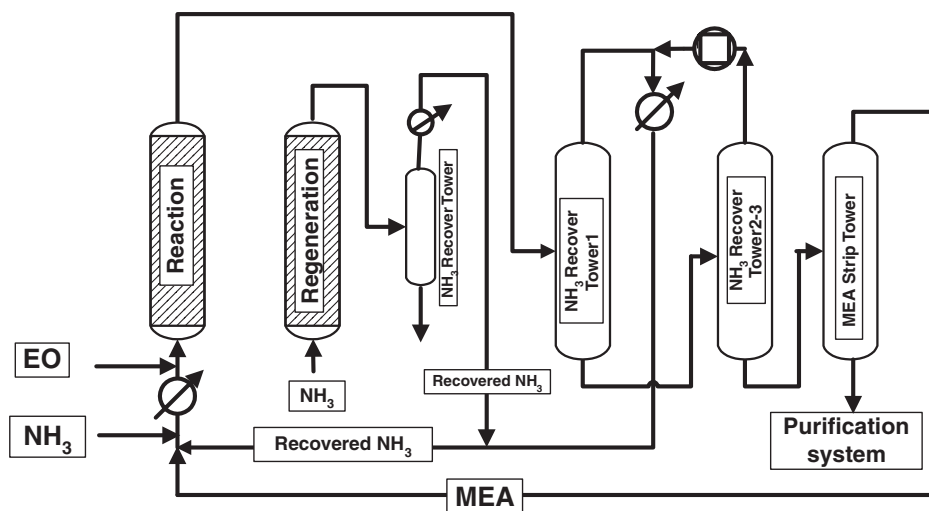 Reaction
Regeneration
NH₃ Recover Tower
NH₃ Recover
Tower1
NH₃ Recover
Tower2-3
MEA Strip Tower
EO
NH₃
NH₃
Recovered NH₃
Recovered NH₃
Purification
system
MEA